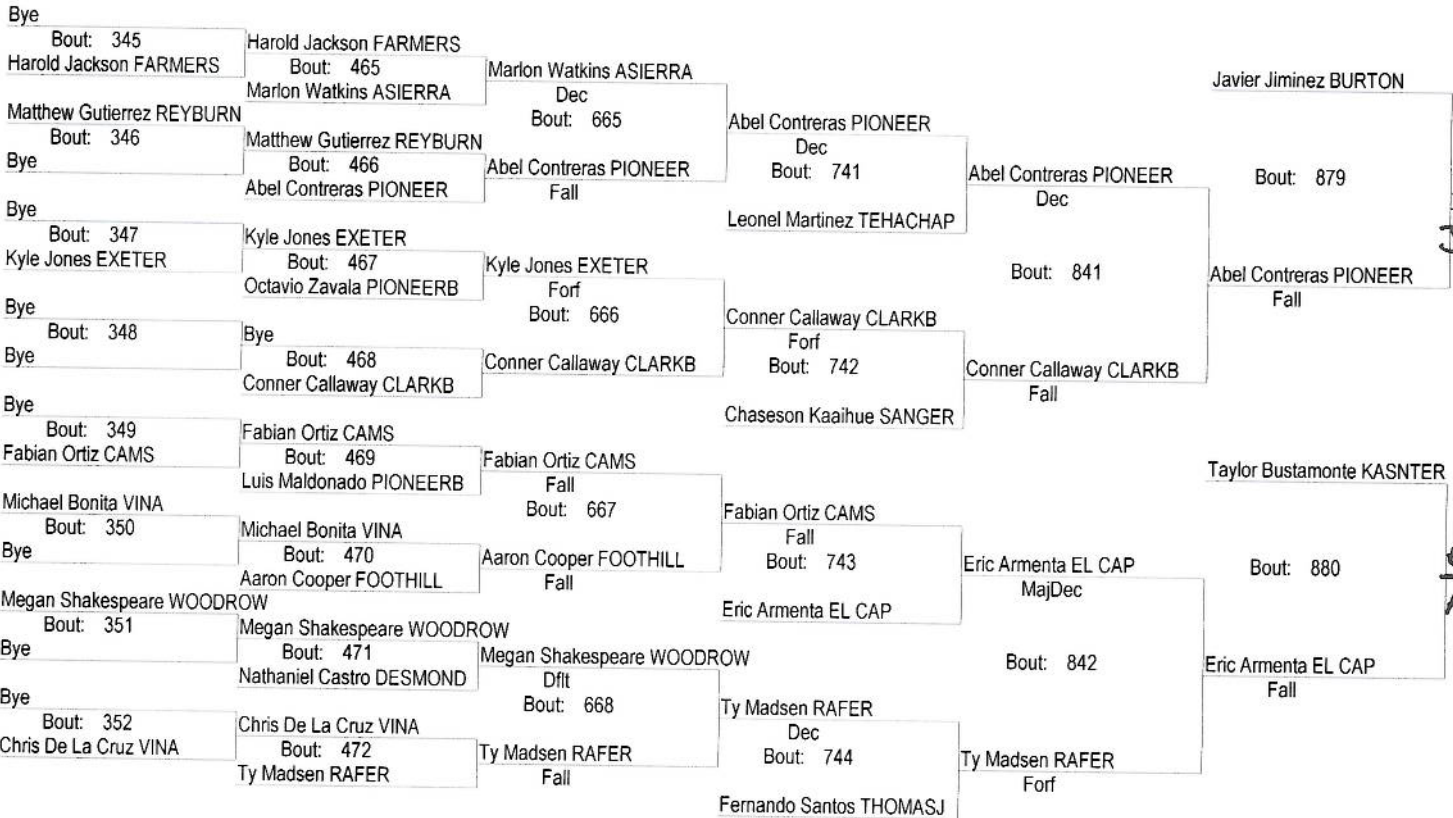 Bye
Bout: 345
Harold Jackson FARMERS
Matthew Gutierrez REYBURN
Bout: 346
Bye
Bye
Bout: 347
Kyle Jones EXETER
Bye
Bout: 348
Bye
Bye
Bout: 349
Fabian Ortiz CAMS
Michael Bonita VINA
Bout: 350
Bye
Megan Shakespeare WOODROW
Bout: 351
Bye
Bye
Bout: 352
Chris De La Cruz VINA
Harold Jackson FARMERS
Bout: 465
Marlon Watkins ASIERRA
Matthew Gutierrez REYBURN
Bout: 466
Abel Contreras PIONEER
Kyle Jones EXETER
Bout: 467
Octavio Zavala PIONEERB
Bye
Bout: 468
Conner Callaway CLARKB
Fabian Ortiz CAMS
Bout: 469
Luis Maldonado PIONEERB
Michael Bonita VINA
Bout: 470
Aaron Cooper FOOTHILL
Megan Shakespeare WOODROW
Bout: 471
Nathaniel Castro DESMOND
Chris De La Cruz VINA
Bout: 472
Ty Madsen RAFER
Marlon Watkins ASIERRA
Dec
Bout: 665
Abel Contreras PIONEER
Fall
Kyle Jones EXETER
Forf
Bout: 666
Conner Callaway CLARKB
Fabian Ortiz CAMS
Fall
Bout: 667
Aaron Cooper FOOTHILL
Fall
Megan Shakespeare WOODROW
Dflt
Bout: 668
Ty Madsen RAFER
Fall
Abel Contreras PIONEER
Dec
Bout: 741
Leonel Martinez TEHACHAP
Conner Callaway CLARKB
Forf
Bout: 742
Chaseson Kaaihue SANGER
Fabian Ortiz CAMS
Fall
Bout: 743
Eric Armenta EL CAP
Ty Madsen RAFER
Dec
Bout: 744
Fernando Santos THOMASJ
Abel Contreras PIONEER
Dec
Bout: 841
Conner Callaway CLARKB
Fall
Eric Armenta EL CAP
MajDec
Bout: 842
Ty Madsen RAFER
Forf
Javier Jiminez BURTON
Bout: 879
Abel Contreras PIONEER
Fall
Taylor Bustamonte KASNTER
Bout: 880
Eric Armenta EL CAP
Fall